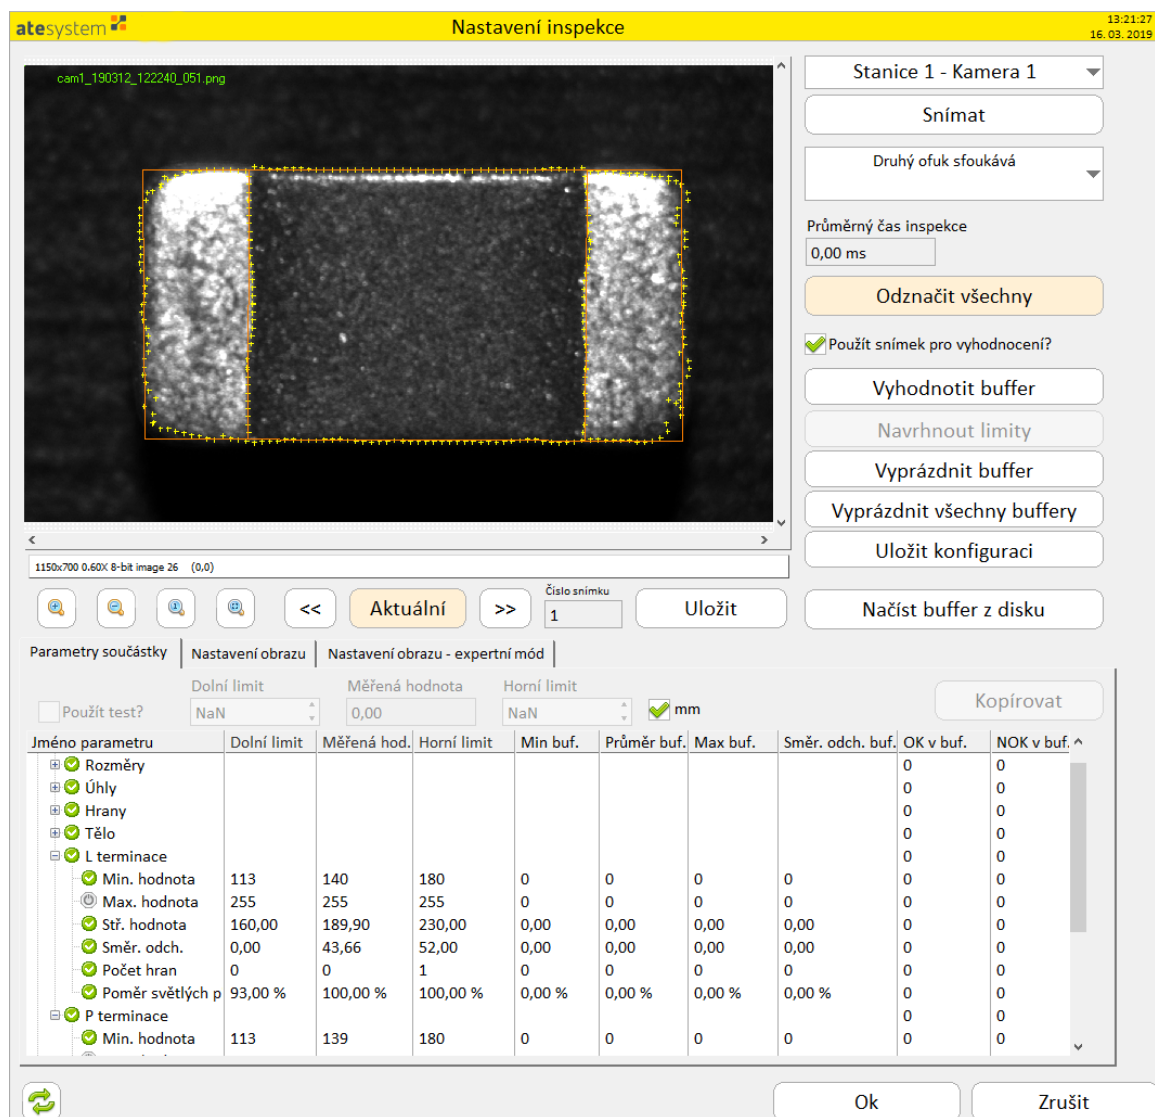 atesystem
Nastavení inspekce
13:21:27
16. 03. 2019
cam1_190312_122240_051.png
Stanice 1 - Kamera 1
Snímat
Druhý ofuk sfoukává
Průměrný čas inspekce
0,00 ms
Odznačit všechny
Použít snímek pro vyhodnocení?
Vyhodnotit buffer
Navrhnout limity
Vyprázdnit buffer
Vyprázdnit všechny buffery
Uložit konfiguraci
1150x700 0.60X 8-bit image 26 (0,0)
<< Aktuální >>
Číslo snímku
1
Uložit
Načíst buffer z disku
Parametry součástky Nastavení obrazu Nastavení obrazu - expertní mód
Dolní limit Měřená hodnota Horní limit
Použít test? NaN 0,00 NaN mm
Kopírovat
Jméno parametru Dolní limit Měřená hod. Horní limit Min buf. Průměr buf. Max buf. Směr. odch. buf. OK v buf. NOK v buf.
Rozměry 0 0
Úhly 0 0
Hrany 0 0
Tělo 0 0
L terminace 0 0
Min. hodnota 113 140 180 0 0 0 0 0 0
Max. hodnota 255 255 255 0 0 0 0 0 0
Stř. hodnota 160,00 189,90 230,00 0,00 0,00 0,00 0,00 0 0
Směr. odch. 0,00 43,66 52,00 0,00 0,00 0,00 0,00 0 0
Počet hran 0 0 1 0 0 0 0 0 0
Poměr světlých p 93,00 % 100,00 % 100,00 % 0,00 % 0,00 % 0,00 % 0,00 % 0 0
P terminace 0 0
Min. hodnota 113 139 180 0 0 0 0 0 0
Ok
Zrušit